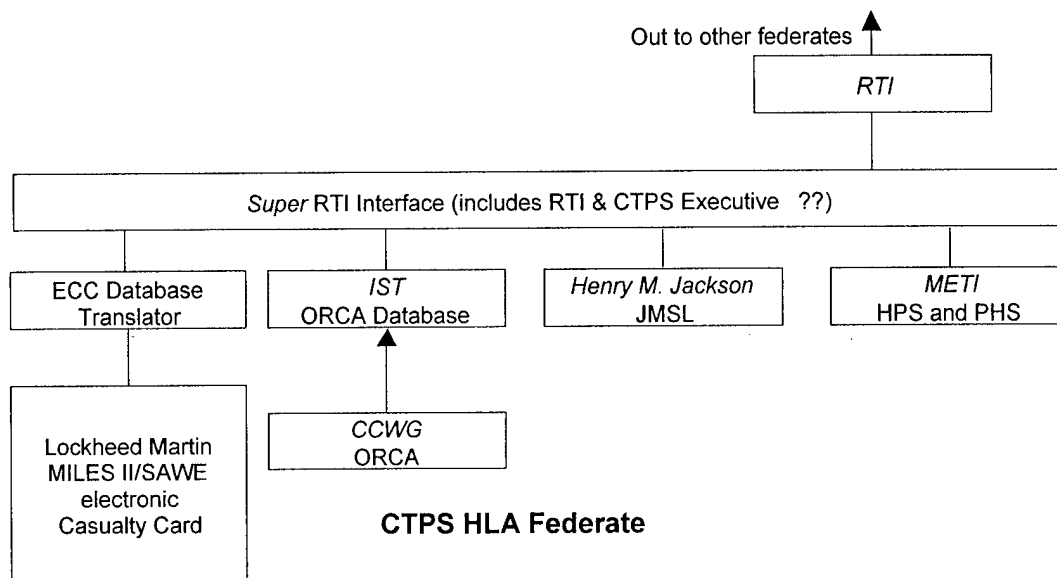 Out to other federates
RTI
Super RTI Interface (includes RTI & CTPS Executive ??)
ECC Database
Translator
IST
ORCA Database
Henry M. Jackson
JMSL
METI
HPS and PHS
Lockheed Martin
MILES II/SAWE
electronic
Casualty Card
CCWG
ORCA
CTPS HLA Federate